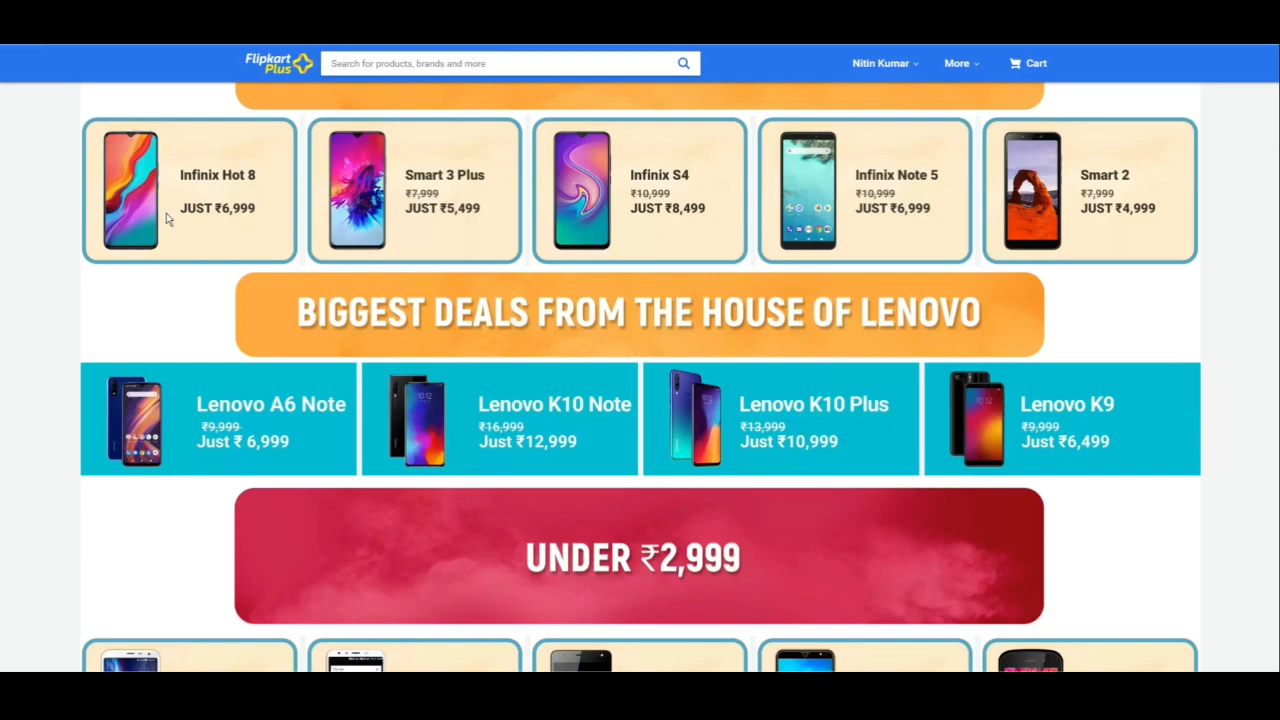 Flipkart
Plus
Search for products, brands and more
Nitin Kumar
More
Cart
Infinix Hot 8
JUST ₹6,999
Smart 3 Plus
₹7,999
JUST ₹5,499
Infinix S4
₹10,999
JUST ₹8,499
Infinix Note 5
₹10,999
JUST ₹6,999
Smart 2
₹7,999
JUST ₹4,999
BIGGEST DEALS FROM THE HOUSE OF LENOVO
Lenovo A6 Note
₹9,999
Just ₹ 6,999
Lenovo K10 Note
₹16,999
Just ₹12,999
Lenovo K10 Plus
₹13,999
Just ₹10,999
Lenovo K9
₹9,999
Just ₹6,499
UNDER ₹2,999